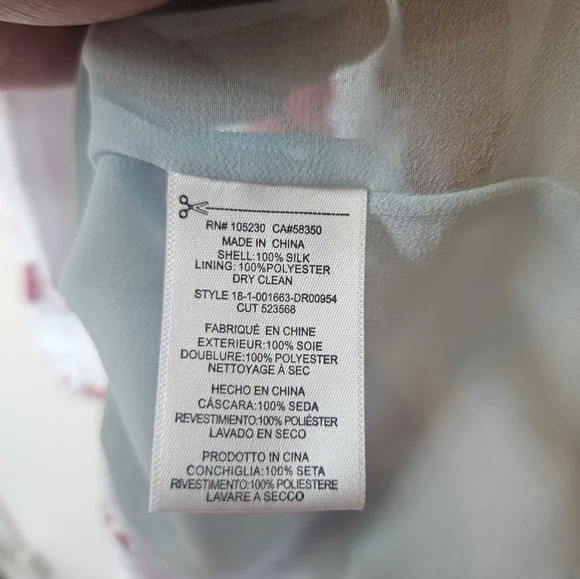 RN# 105230 CA#58350
MADE IN CHINA
SHELL:100% SILK
LINING: 100%POLYESTER
DRY CLEAN
STYLE 18-1-001663-DR00954
CUT 523568
FABRIQUÉ EN CHINE
EXTERIEUR:100% SOIE
DOUBLURE:100% POLYESTER
NETTOYAGE À SEC
HECHO EN CHINA
CÁSCARA:100% SEDA
REVESTIMIENTO:100% POLIÉSTER
LAVADO EN SECO
PRODOTTO IN CINA
CONCHIGLIA:100% SETA
RIVESTIMENTO:100% POLIESTERE
LAVARE A SECCO